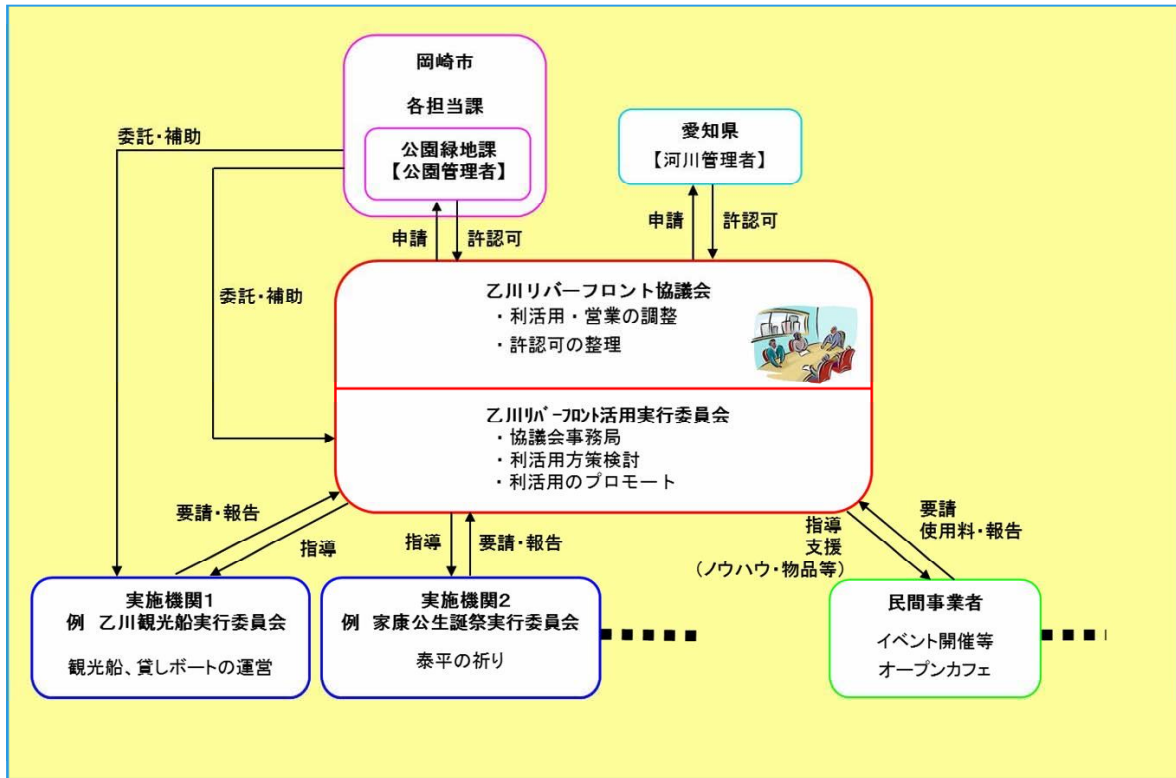 岡崎市
各担当課
公園緑地課
【公園管理者】
愛知県
【河川管理者】
委託・補助
申請
許認可
申請
許認可
委託・補助
乙川リバーフロント協議会
・利活用・営業の調整
・許認可の整理
乙川ﾘﾊﾞｰﾌﾛﾝﾄ活用実行委員会
・協議会事務局
・利活用方策検討
・利活用のプロモート
要請・報告
指導
指導
要請・報告
指導
支援
（ノウハウ・物品等）
要請
使用料・報告
実施機関1
例　乙川観光船実行委員会
観光船、貸しボートの運営
実施機関2
例　家康公生誕祭実行委員会
泰平の祈り
民間事業者
イベント開催等
オープンカフェ